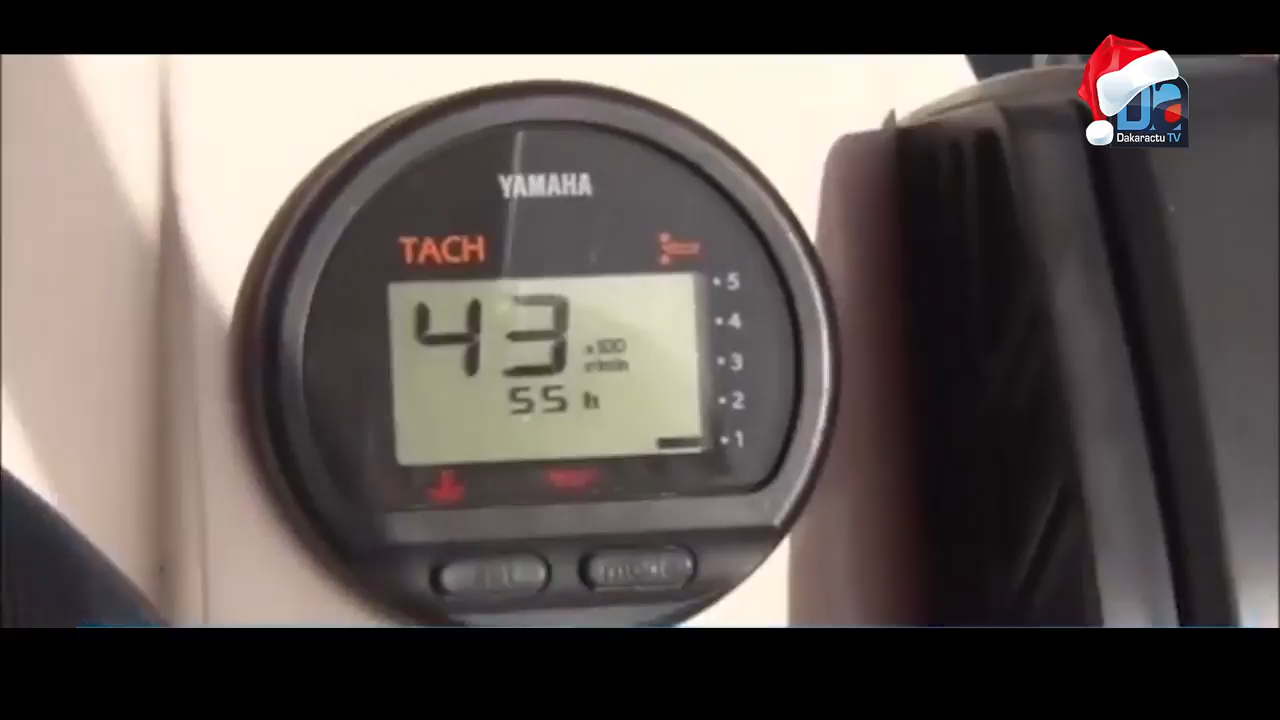 Dakaractu TV
YAMAHA
TACH
43 x100
r/min
55 h
5
4
3
2
1